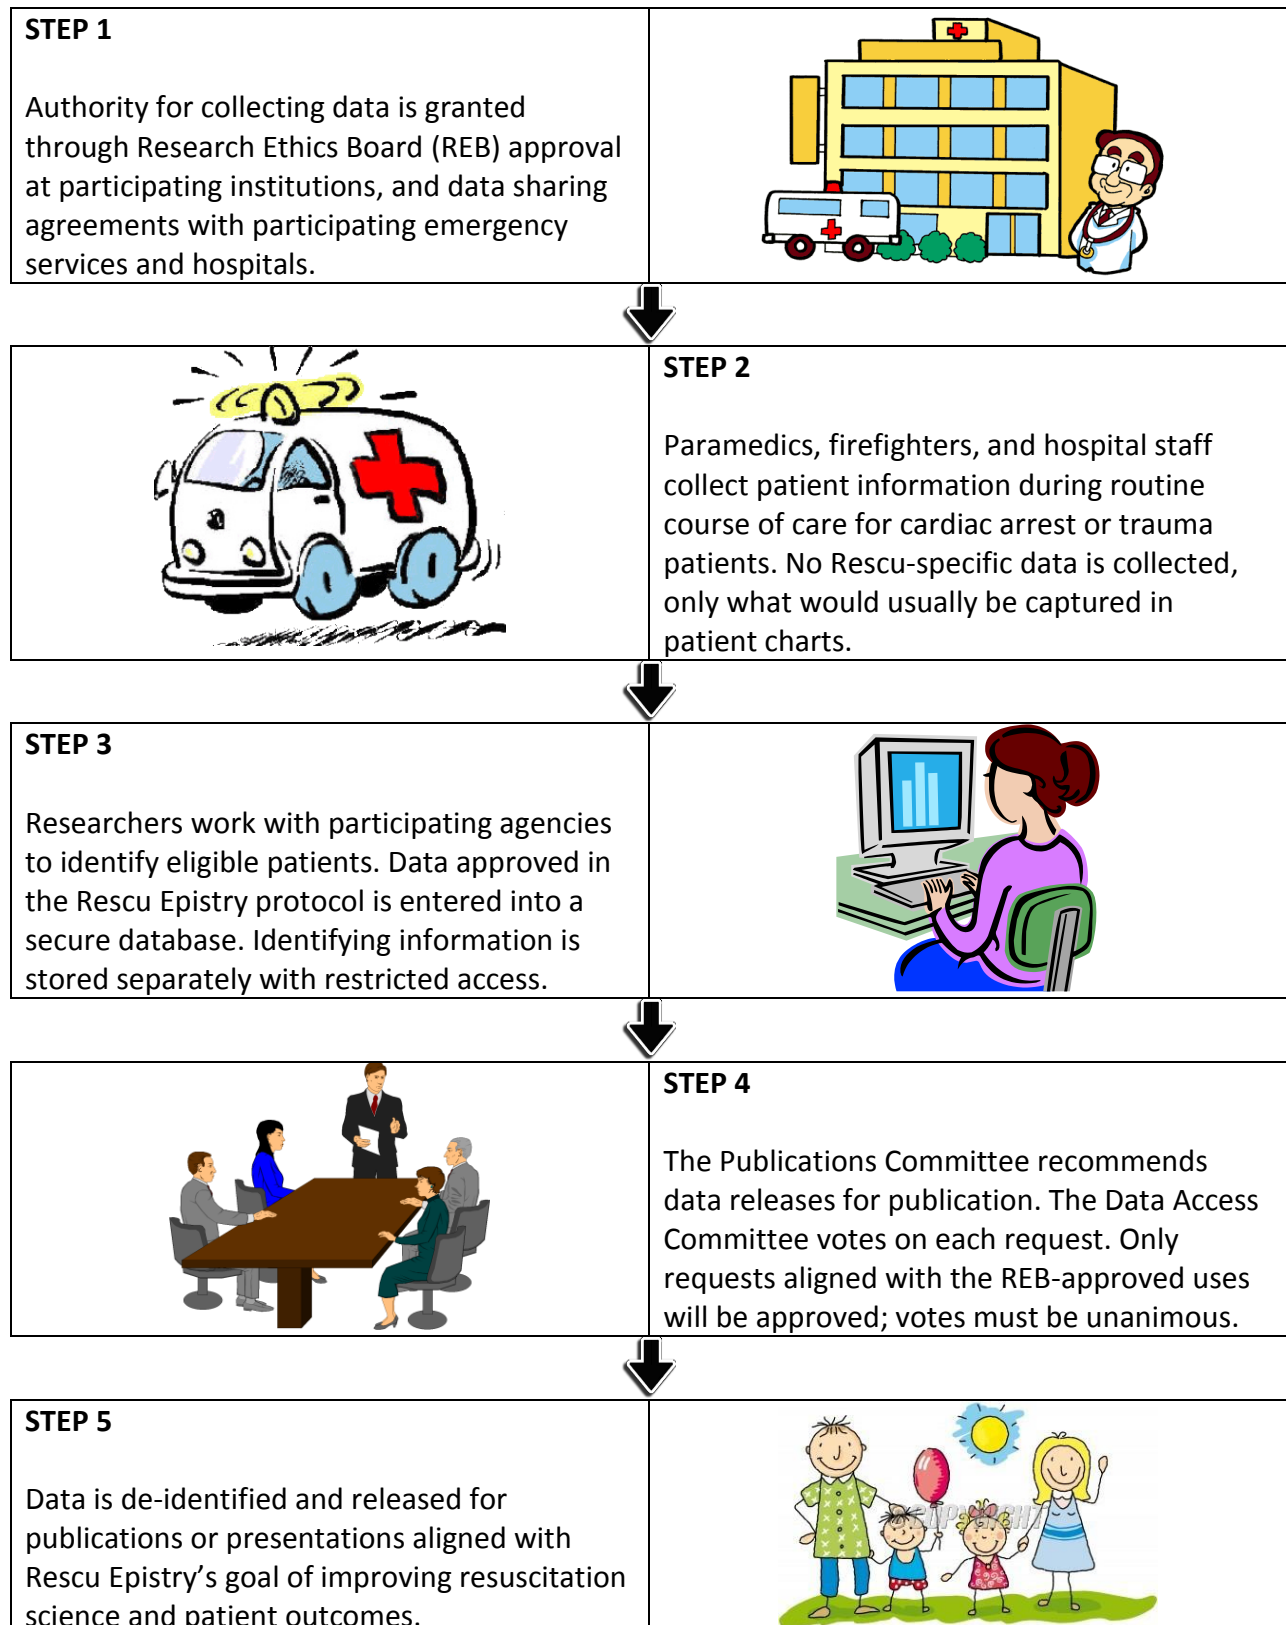 STEP 1
Authority for collecting data is granted
through Research Ethics Board (REB) approval
at participating institutions, and data sharing
agreements with participating emergency
services and hospitals.
STEP 2
Paramedics, firefighters, and hospital staff
collect patient information during routine
course of care for cardiac arrest or trauma
patients. No Rescu-specific data is collected,
only what would usually be captured in
patient charts.
STEP 3
Researchers work with participating agencies
to identify eligible patients. Data approved in
the Rescu Epistry protocol is entered into a
secure database. Identifying information is
stored separately with restricted access.
STEP 4
The Publications Committee recommends
data releases for publication. The Data Access
Committee votes on each request. Only
requests aligned with the REB-approved uses
will be approved; votes must be unanimous.
STEP 5
Data is de-identified and released for
publications or presentations aligned with
Rescu Epistry’s goal of improving resuscitation
science and patient outcomes.
©COPYRIGHT